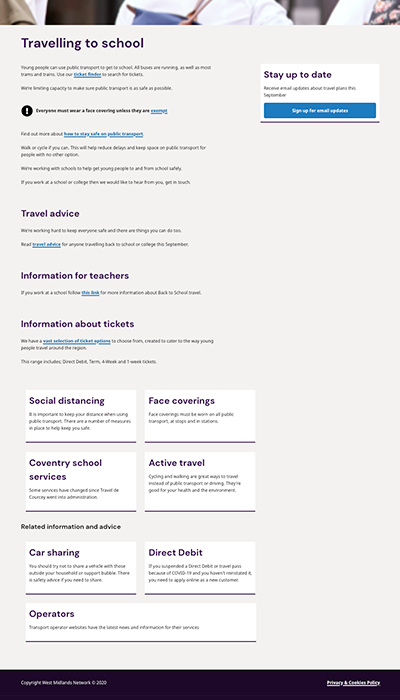 Travelling to school
Young people can use public transport to get to school. All buses are running, as well as most
trams and trains. Use our ticket finder to search for tickets.
We're limiting capacity to make sure public transport is as safe as possible.
Everyone must wear a face covering unless they are exempt
Find out more about how to stay safe on public transport.
Walk or cycle if you can. This will help reduce delays and keep space on public transport for
people with no other option.
We're working with schools to help get young people to and from school safely.
If you work at a school or college then we would like to hear from you, get in touch.
Stay up to date
Receive email updates about travel plans this
September
Sign up for email updates
Travel advice
We're working hard to keep everyone safe and there are things you can do too.
Read travel advice for anyone travelling back to school or college this September.
Information for teachers
If you work at a school follow this link for more information about Back to School travel.
Information about tickets
We have a vast selection of ticket options to choose from, created to cater to the way young
people travel around the region.
This range includes; Direct Debit, Term, 4-Week and 1-week tickets.
Social distancing
It is important to keep your distance when using
public transport. There are a number of measures
in place to help keep you safe.
Face coverings
Face coverings must be worn on all public
transport, at stops and in stations.
Coventry school
services
Some services have changed since Travel de
Courcey went into administration.
Active travel
Cycling and walking are great ways to travel
instead of public transport or driving. They're
good for your health and the environment.
Related information and advice
Car sharing
You should try not to share a vehicle with those
outside your household or support bubble. There
is safety advice if you need to share.
Direct Debit
If you suspended a Direct Debit or travel pass
because of COVID-19 and you haven't reinstated it,
you need to apply online as a new customer.
Operators
Transport operator websites have the latest news and information for their services
Copyright West Midlands Network © 2020
Privacy & Cookies Policy